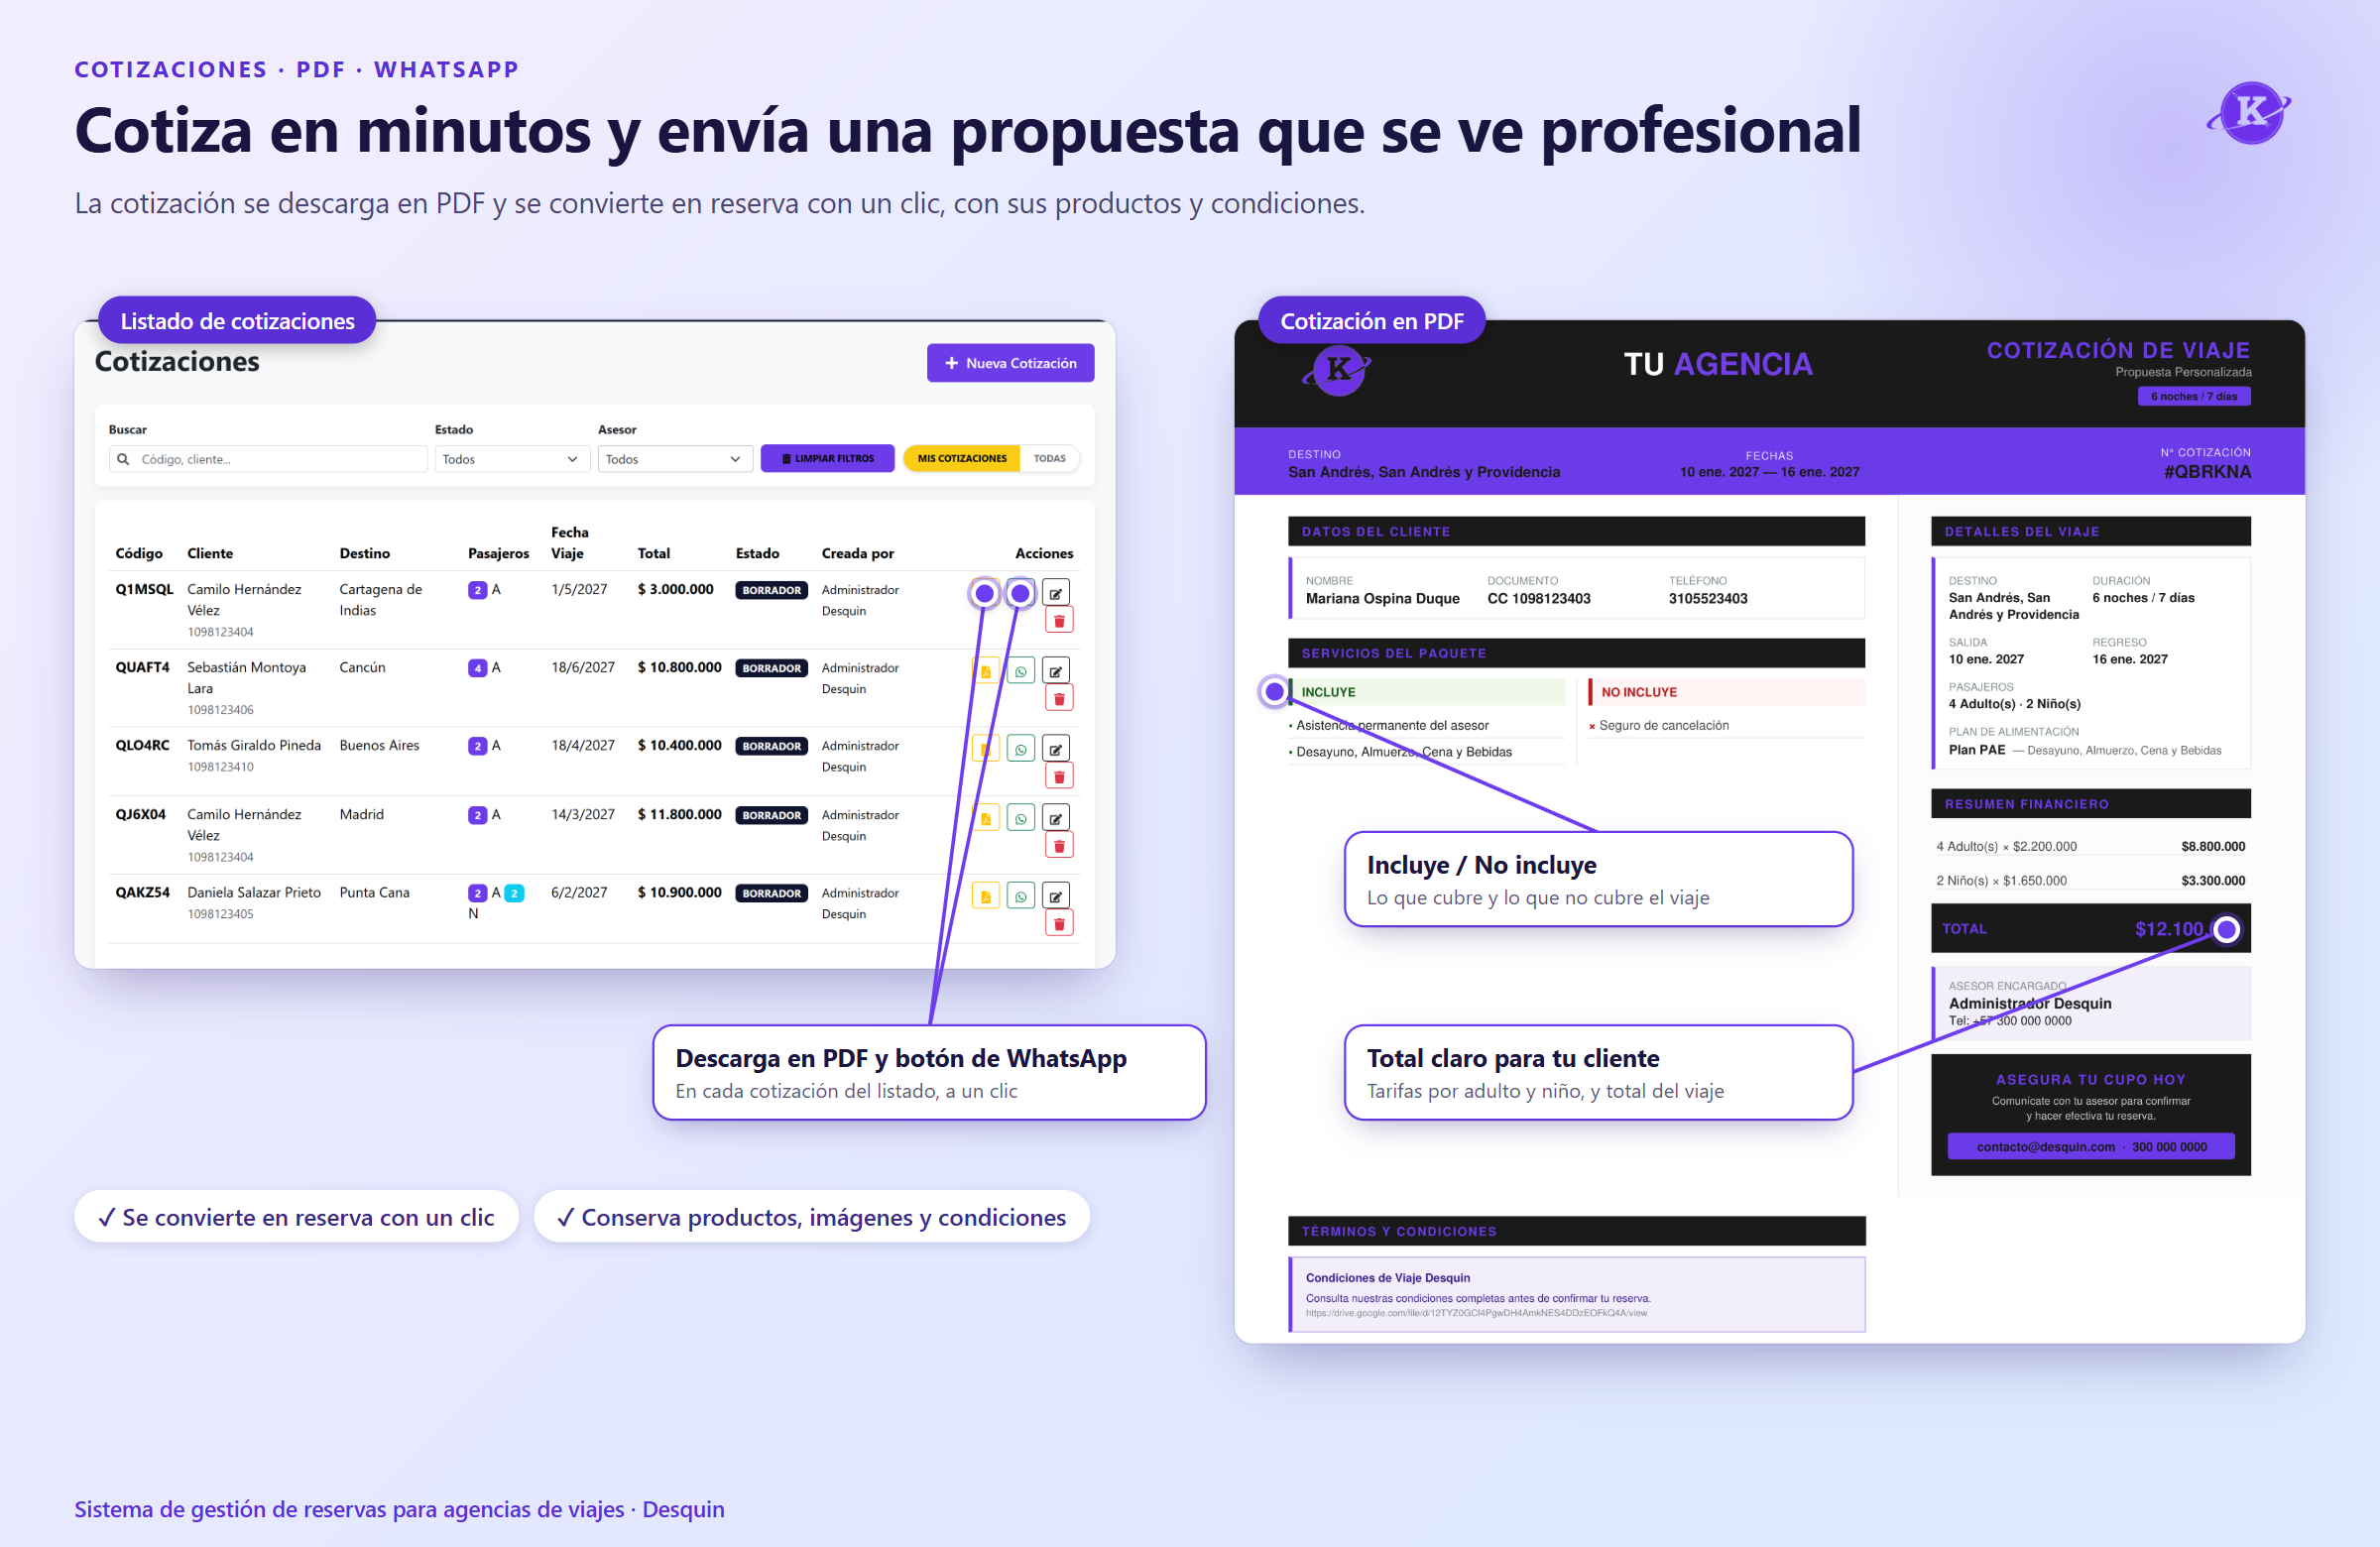 COTIZACIONES · PDF · WHATSAPP
Cotiza en minutos y envía una propuesta que se ve profesional
La cotización se descarga en PDF y se convierte en reserva con un clic, con sus productos y condiciones.
K
Listado de cotizaciones
Cotizaciones
Nueva Cotización
Buscar Estado Asesor
Código, cliente... Todos Todos LIMPIAR FILTROS MIS COTIZACIONES TODAS
Código Cliente Destino Pasajeros Fecha Viaje Total Estado Creada por Acciones
Q1MSQL Camilo Hernández Vélez 1098123404 Cartagena de Indias 2 A 1/5/2027 $ 3.000.000 BORRADOR Administrador Desquin
QUAFT4 Sebastián Montoya Lara 1098123406 Cancún 4 A 18/6/2027 $ 10.800.000 BORRADOR Administrador Desquin
QLO4RC Tomás Giraldo Pineda 1098123410 Buenos Aires 2 A 18/4/2027 $ 10.400.000 BORRADOR Administrador Desquin
QJ6X04 Camilo Hernández Vélez 1098123404 Madrid 2 A 14/3/2027 $ 11.800.000 BORRADOR Administrador Desquin
QAKZ54 Daniela Salazar Prieto 1098123405 Punta Cana 2 A 2 N 6/2/2027 $ 10.900.000 BORRADOR Administrador Desquin
Descarga en PDF y botón de WhatsApp
En cada cotización del listado, a un clic
✓ Se convierte en reserva con un clic
✓ Conserva productos, imágenes y condiciones
Cotización en PDF
K
TU AGENCIA
COTIZACIÓN DE VIAJE
Propuesta Personalizada
6 noches / 7 días
DESTINO FECHAS N° COTIZACIÓN
San Andrés, San Andrés y Providencia 10 ene. 2027 — 16 ene. 2027 #QBRKNA
DATOS DEL CLIENTE
NOMBRE DOCUMENTO TELÉFONO
Mariana Ospina Duque CC 1098123403 3105523403
SERVICIOS DEL PAQUETE
INCLUYE NO INCLUYE
• Asistencia permanente del asesor × Seguro de cancelación
• Desayuno, Almuerzo, Cena y Bebidas
Incluye / No incluye
Lo que cubre y lo que no cubre el viaje
Total claro para tu cliente
Tarifas por adulto y niño, y total del viaje
DETALLES DEL VIAJE
DESTINO DURACIÓN
San Andrés, San Andrés y Providencia 6 noches / 7 días
SALIDA REGRESO
10 ene. 2027 16 ene. 2027
PASAJEROS
4 Adulto(s) · 2 Niño(s)
PLAN DE ALIMENTACIÓN
Plan PAE — Desayuno, Almuerzo, Cena y Bebidas
RESUMEN FINANCIERO
4 Adulto(s) × $2.200.000 $8.800.000
2 Niño(s) × $1.650.000 $3.300.000
TOTAL $12.100.
ASESOR ENCARGADO
Administrador Desquin
Tel: +57 300 000 0000
ASEGURA TU CUPO HOY
Comunícate con tu asesor para confirmar
y hacer efectiva tu reserva.
contacto@desquin.com · 300 000 0000
TÉRMINOS Y CONDICIONES
Condiciones de Viaje Desquin
Consulta nuestras condiciones completas antes de confirmar tu reserva.
Sistema de gestión de reservas para agencias de viajes · Desquin